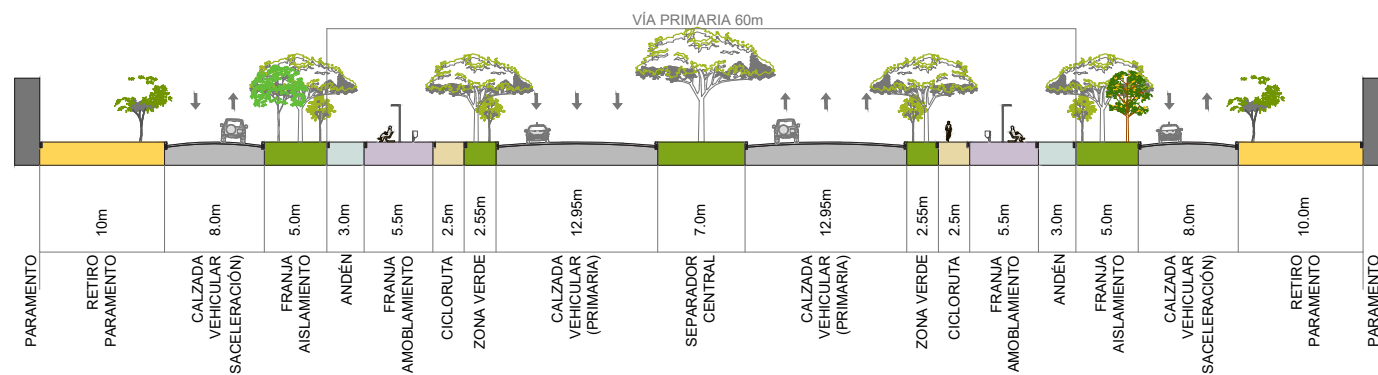 VÍA PRIMARIA 60m
10m
8.0m
5.0m
3.0m
5.5m
2.5m
2.55m
12.95m
7.0m
12.95m
2.55m
2.5m
5.5m
3.0m
5.0m
8.0m
10.0m
PARAMENTO
RETIRO
PARAMENTO
CALZADA
VEHICULAR
SACELERACIÓN)
FRANJA
AISLAMIENTO
ANDÉN
FRANJA
AMOBLAMIENTO
CICLORUTA
ZONA VERDE
CALZADA
VEHICULAR
(PRIMARIA)
SEPARADOR
CENTRAL
CALZADA
VEHICULAR
(PRIMARIA)
ZONA VERDE
CICLORUTA
FRANJA
AMOBLAMIENTO
ANDÉN
FRANJA
AISLAMIENTO
CALZADA
VEHICULAR
SACELERACIÓN)
RETIRO
PARAMENTO
PARAMENTO